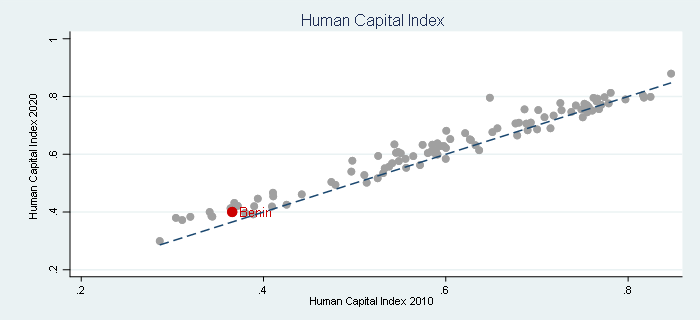 Human Capital Index
Human Capital Index 2020
1
.8
.6
.4
.2
Benin
.2 .4 .6 .8
Human Capital Index 2010